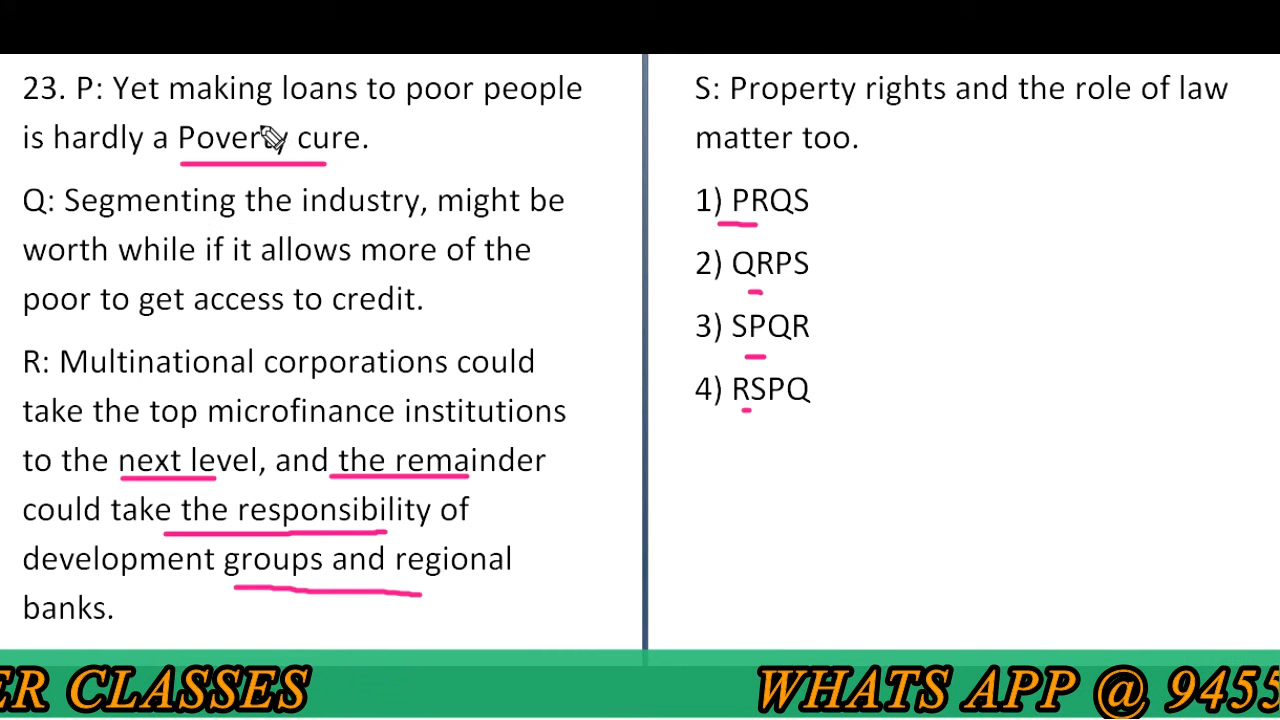 23. P: Yet making loans to poor people
is hardly a Poverty cure.
Q: Segmenting the industry, might be
worth while if it allows more of the
poor to get access to credit.
R: Multinational corporations could
take the top microfinance institutions
to the next level, and the remainder
could take the responsibility of
development groups and regional
banks.
S: Property rights and the role of law
matter too.
1) PRQS
2) QRPS
3) SPQR
4) RSPQ
ER CLASSES
WHATS APP @ 9455